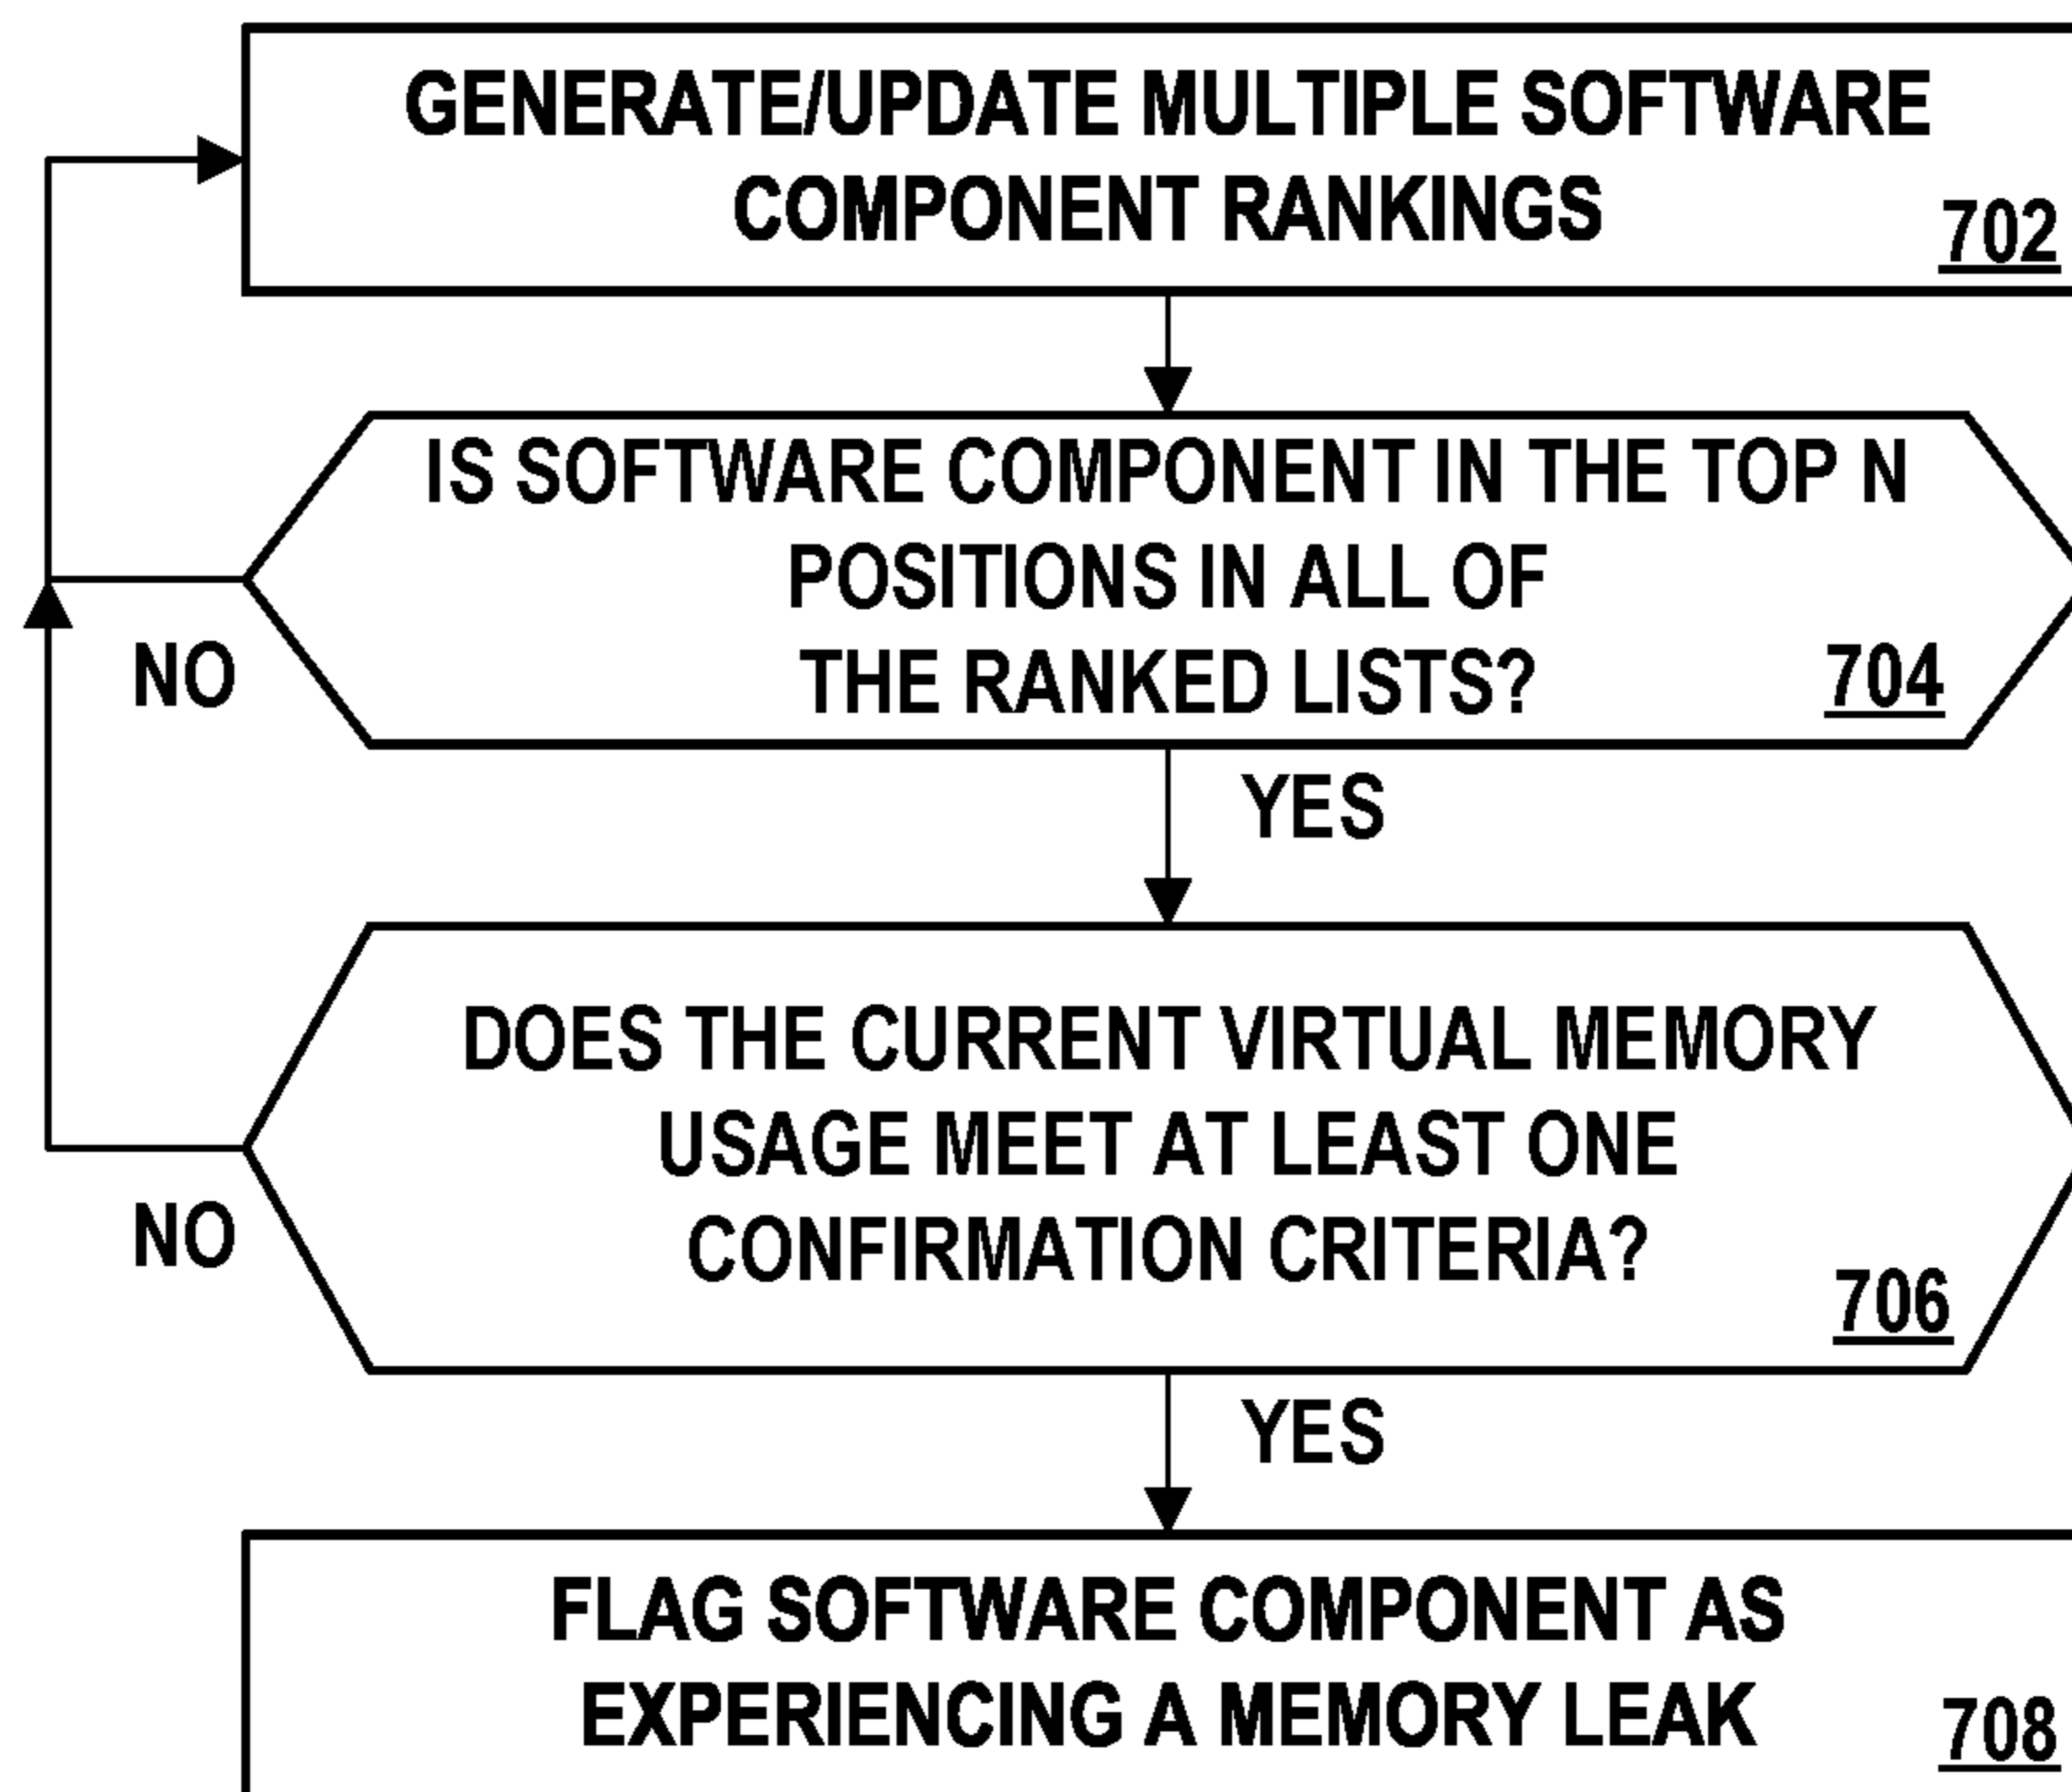 GENERATE/UPDATE MULTIPLE SOFTWARE
COMPONENT RANKINGS
702
IS SOFTWARE COMPONENT IN THE TOP N
POSITIONS IN ALL OF
THE RANKED LISTS?
704
NO
YES
DOES THE CURRENT VIRTUAL MEMORY
USAGE MEET AT LEAST ONE
CONFIRMATION CRITERIA?
706
NO
YES
FLAG SOFTWARE COMPONENT AS
EXPERIENCING A MEMORY LEAK
708